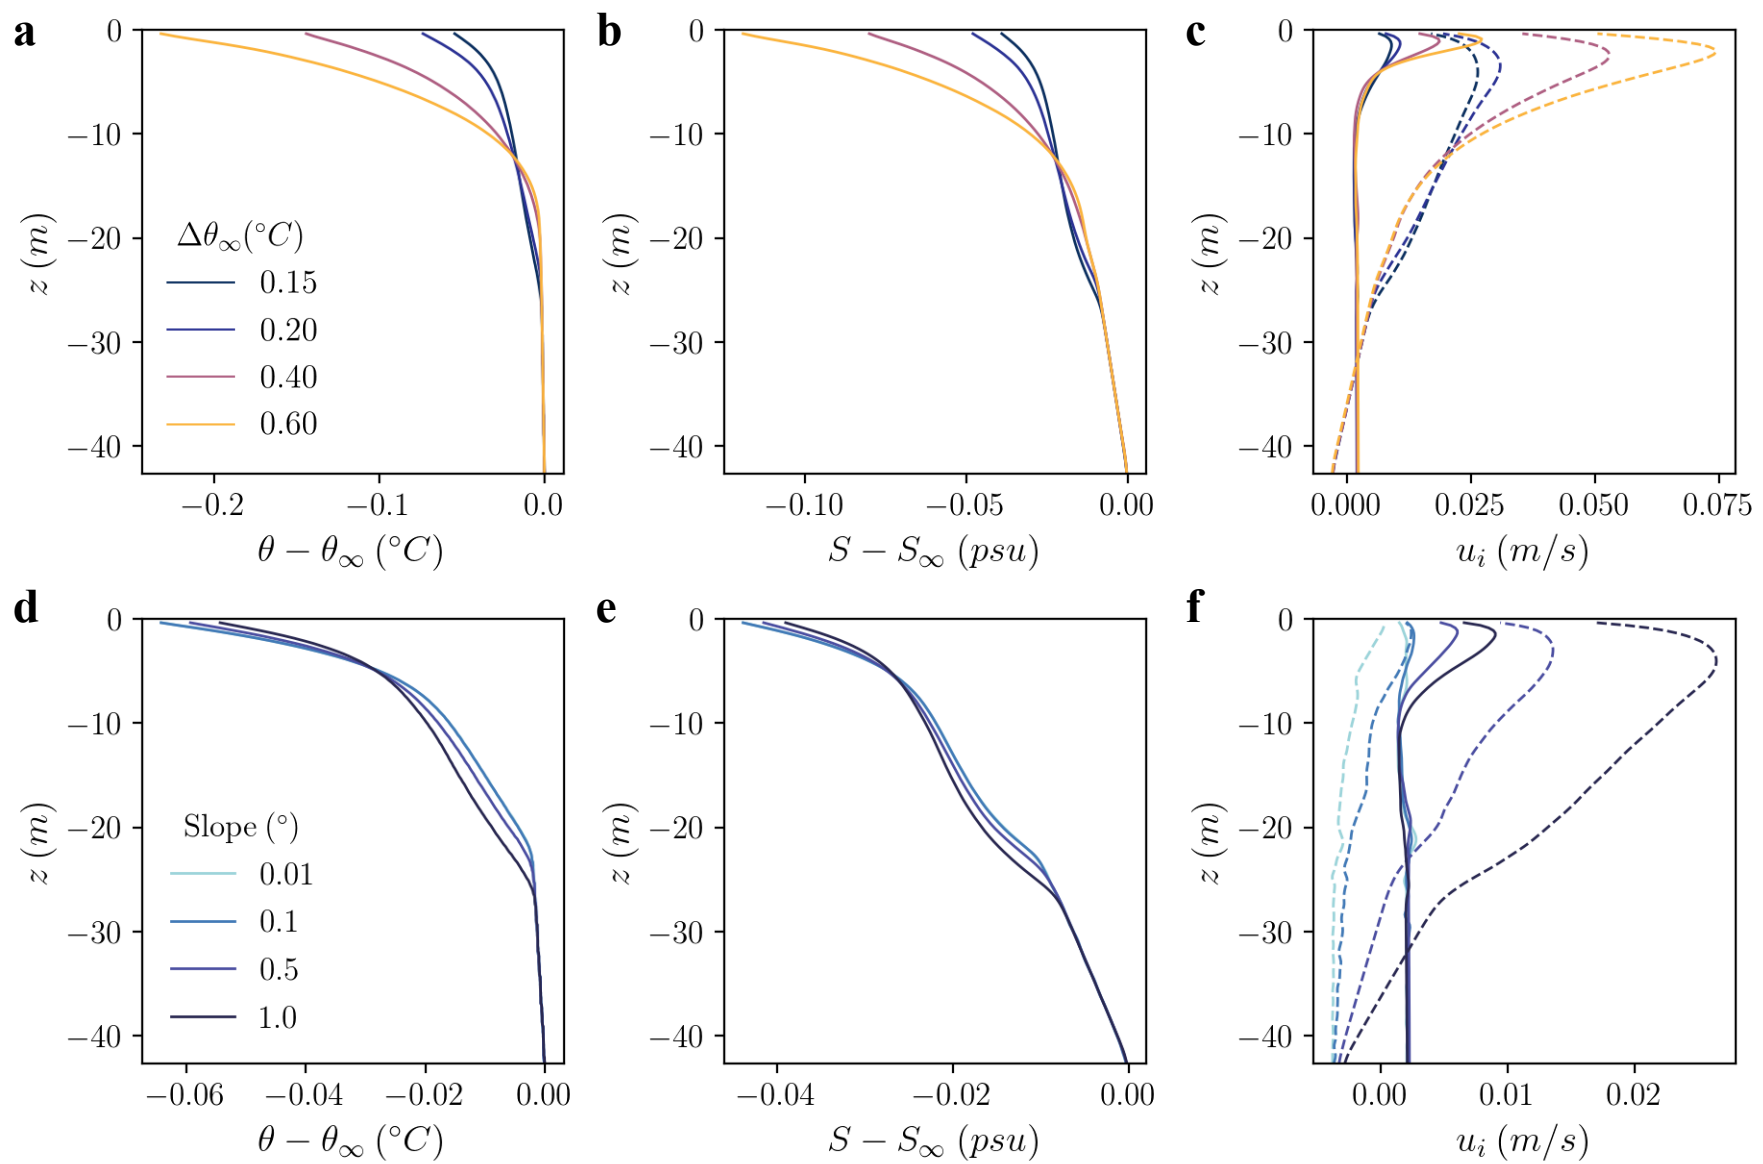 a
0
−10
−20
−30
−40
z (m)
Δθ∞(°C)
0.15
0.20
0.40
0.60
−0.2
−0.1
0.0
θ − θ∞ (°C)
b
0
−10
−20
−30
−40
z (m)
−0.10
−0.05
0.00
S − S∞ (psu)
c
0
−10
−20
−30
−40
z (m)
0.000
0.025
0.050
0.075
uᵢ (m/s)
d
0
−10
−20
−30
−40
z (m)
Slope (°)
0.01
0.1
0.5
1.0
−0.06
−0.04
−0.02
0.00
θ − θ∞ (°C)
e
0
−10
−20
−30
−40
z (m)
−0.04
−0.02
0.00
S − S∞ (psu)
f
0
−10
−20
−30
−40
z (m)
0.00
0.01
0.02
uᵢ (m/s)